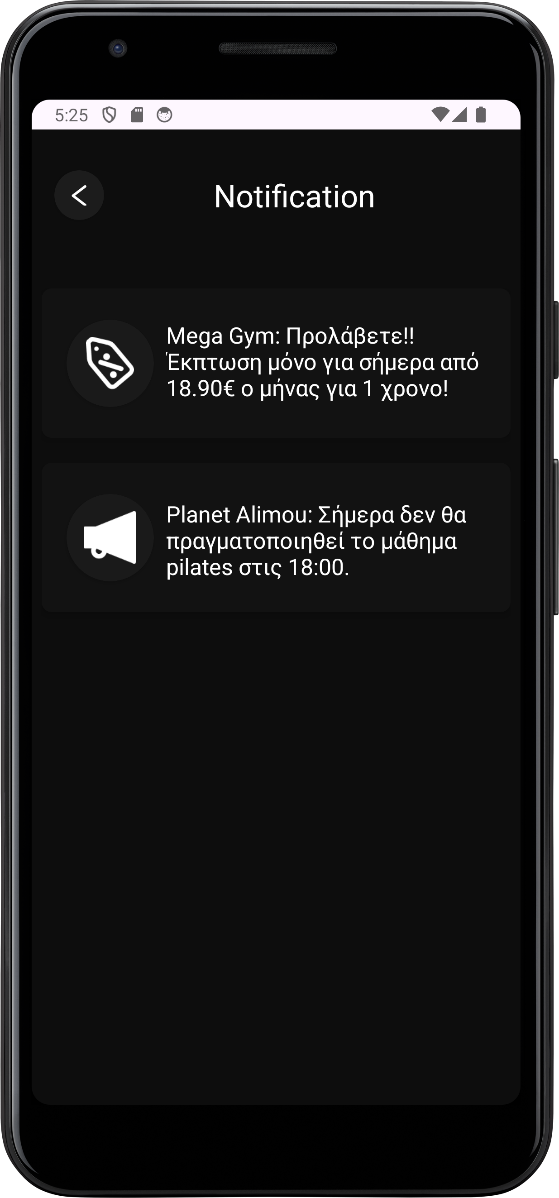 5:25
Notification
Mega Gym: Προλάβετε!!
Έκπτωση μόνο για σήμερα από
18.90€ ο μήνας για 1 χρονο!
Planet Alimou: Σήμερα δεν θα
πραγματοποιηθεί το μάθημα
pilates στις 18:00.